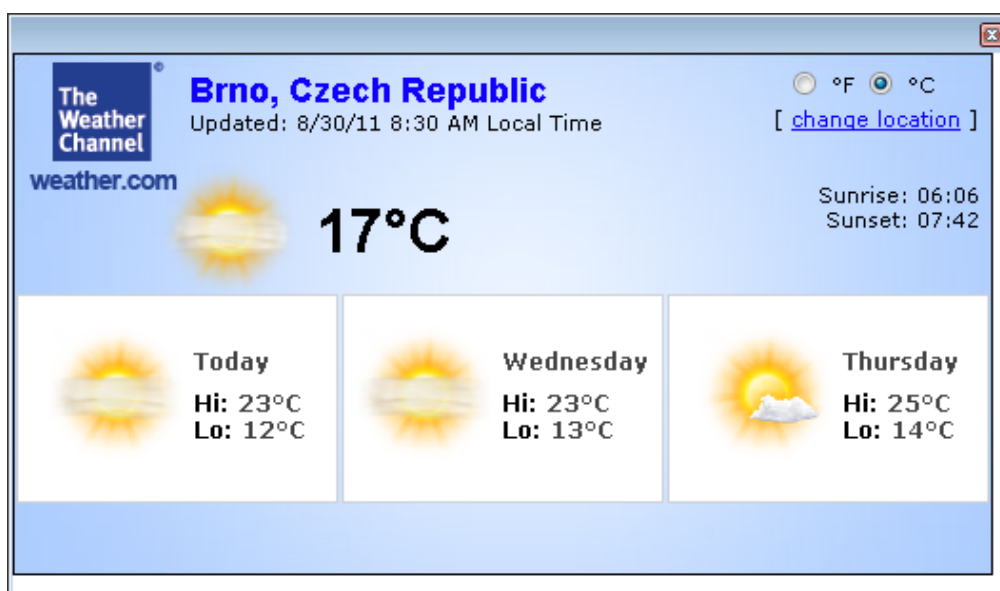 The
Weather
Channel
©
weather.com
Brno, Czech Republic
Updated: 8/30/11 8:30 AM Local Time
°F °C
[ change location ]
17°C
Sunrise: 06:06
Sunset: 07:42
Today
Hi: 23°C
Lo: 12°C
Wednesday
Hi: 23°C
Lo: 13°C
Thursday
Hi: 25°C
Lo: 14°C